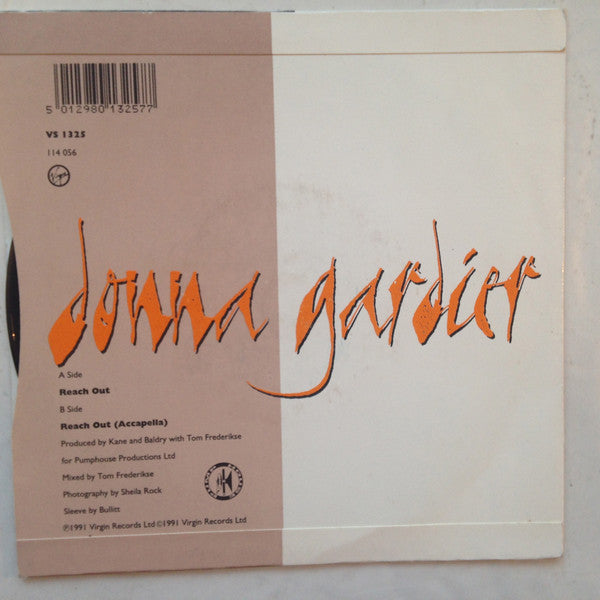 5 012980 132577
VS 1325
114 056
donna gardier
A Side
Reach Out
B Side
Reach Out (Accapella)
Produced by Kane and Baldry with Tom Frederikse
for Pumphouse Productions Ltd
Mixed by Tom Frederikse
Photography by Sheila Rock
Sleeve by Bullitt
℗1991 Virgin Records Ltd ©1991 Virgin Records Ltd